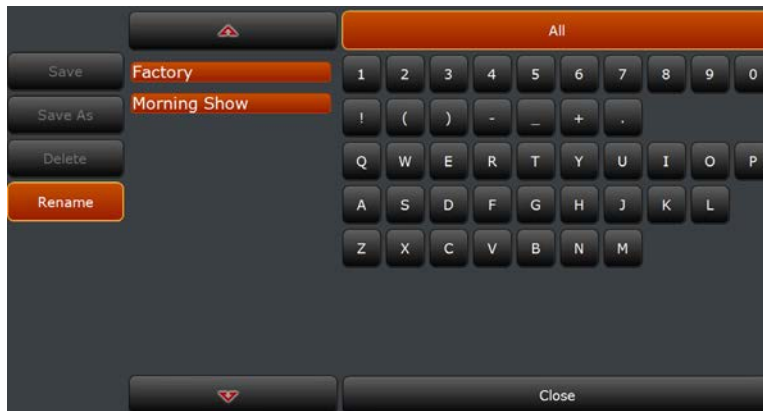 All
Save
Save As
Delete
Rename
Factory
Morning Show
1 2 3 4 5 6 7 8 9 0
! ( ) - _ + .
Q W E R T Y U I O P
A S D F G H J K L
Z X C V B N M
Close